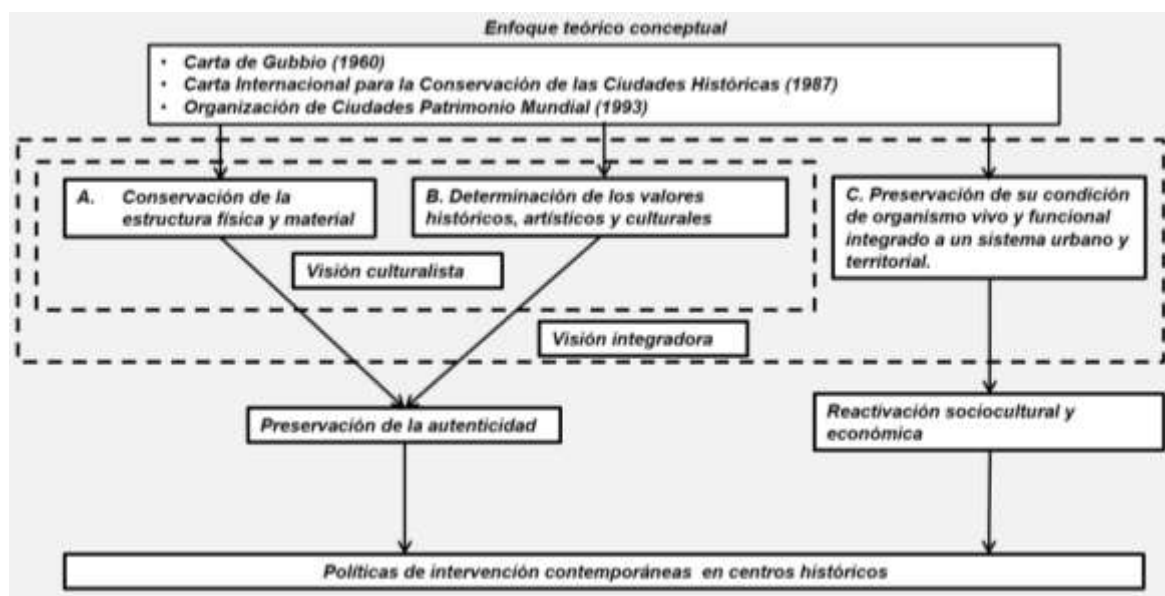 Enfoque teórico conceptual
• Carta de Gubbio (1960)
• Carta Internacional para la Conservación de las Ciudades Históricas (1987)
• Organización de Ciudades Patrimonio Mundial (1993)
A. Conservación de la
estructura física y material
B. Determinación de los valores
históricos, artísticos y culturales
C. Preservación de su condición
de organismo vivo y funcional
integrado a un sistema urbano y
territorial.
Visión culturalista
Visión integradora
Preservación de la autenticidad
Reactivación sociocultural y
económica
Políticas de intervención contemporáneas en centros históricos